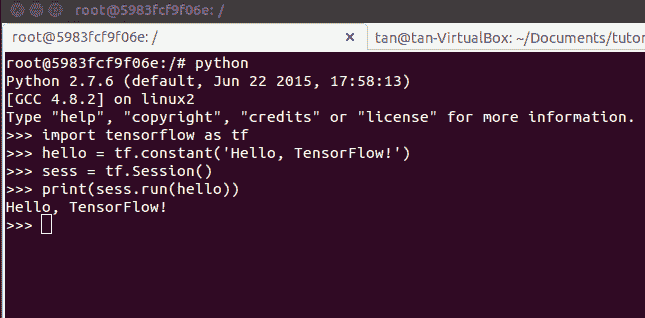 root@5983fcf9f06e: /
root@5983fcf9f06e: / × tan@tan-VirtualBox: ~/Documents/tutor
root@5983fcf9f06e:/# python
Python 2.7.6 (default, Jun 22 2015, 17:58:13)
[GCC 4.8.2] on linux2
Type "help", "copyright", "credits" or "license" for more information.
>>> import tensorflow as tf
>>> hello = tf.constant('Hello, TensorFlow!')
>>> sess = tf.Session()
>>> print(sess.run(hello))
Hello, TensorFlow!
>>>